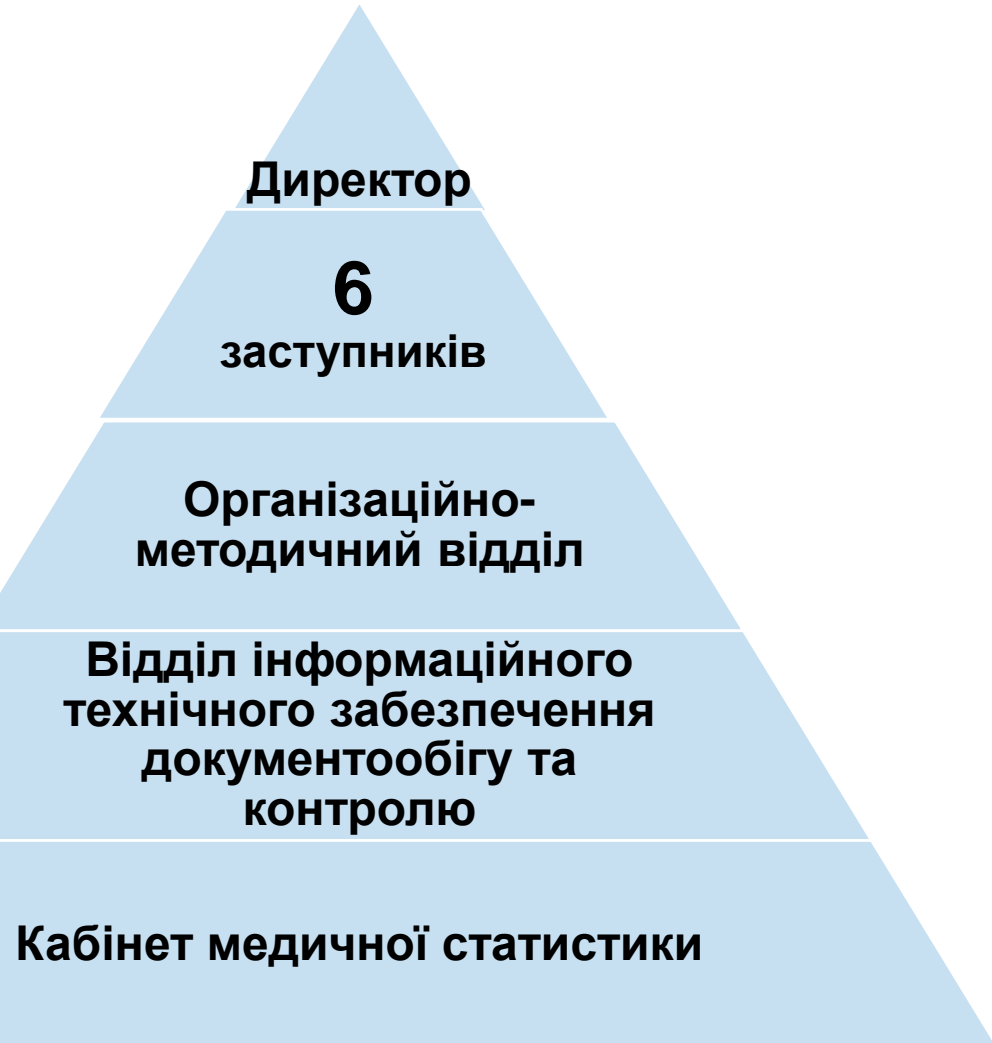 Директор
6
заступників
Організаційно-
методичний відділ
Відділ інформаційного
технічного забезпечення
документообігу та
контролю
Кабінет медичної статистики